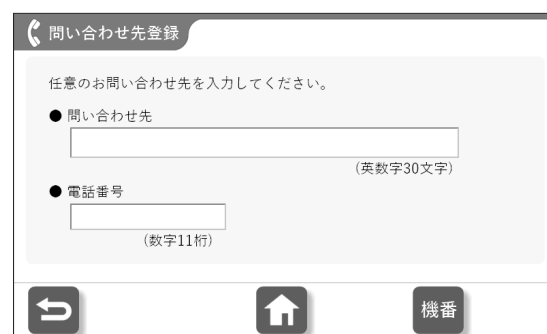 問い合わせ先登録
任意のお問い合わせ先を入力してください。
● 問い合わせ先
(英数字30文字)
● 電話番号
(数字11桁)
機番